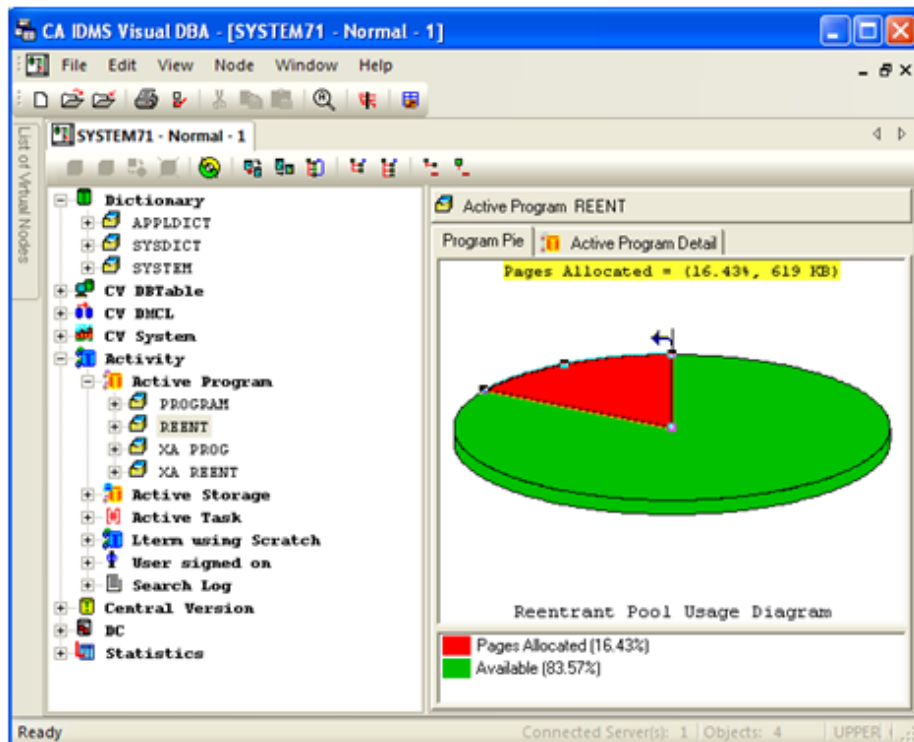 CA IDMS Visual DBA - [SYSTEM71 - Normal - 1]
File Edit View Node Window Help
List of Virtual Nodes
SYSTEM71 - Normal - 1
Dictionary
APPLDICT
SYSDICT
SYSTEM
CV DBTable
CV DMCL
CV System
Activity
Active Program
PROGRAM
REENT
XA PROG
XA REENT
Active Storage
Active Task
Lterm using Scratch
User signed on
Search Log
Central Version
DC
Statistics
Active Program REENT
Program Pie Active Program Detail
Pages Allocated = (16.43%, 619 KB)
Reentrant Pool Usage Diagram
Pages Allocated (16.43%)
Available (83.57%)
Ready Connected Server(s): 1 Objects: 4 UPPER